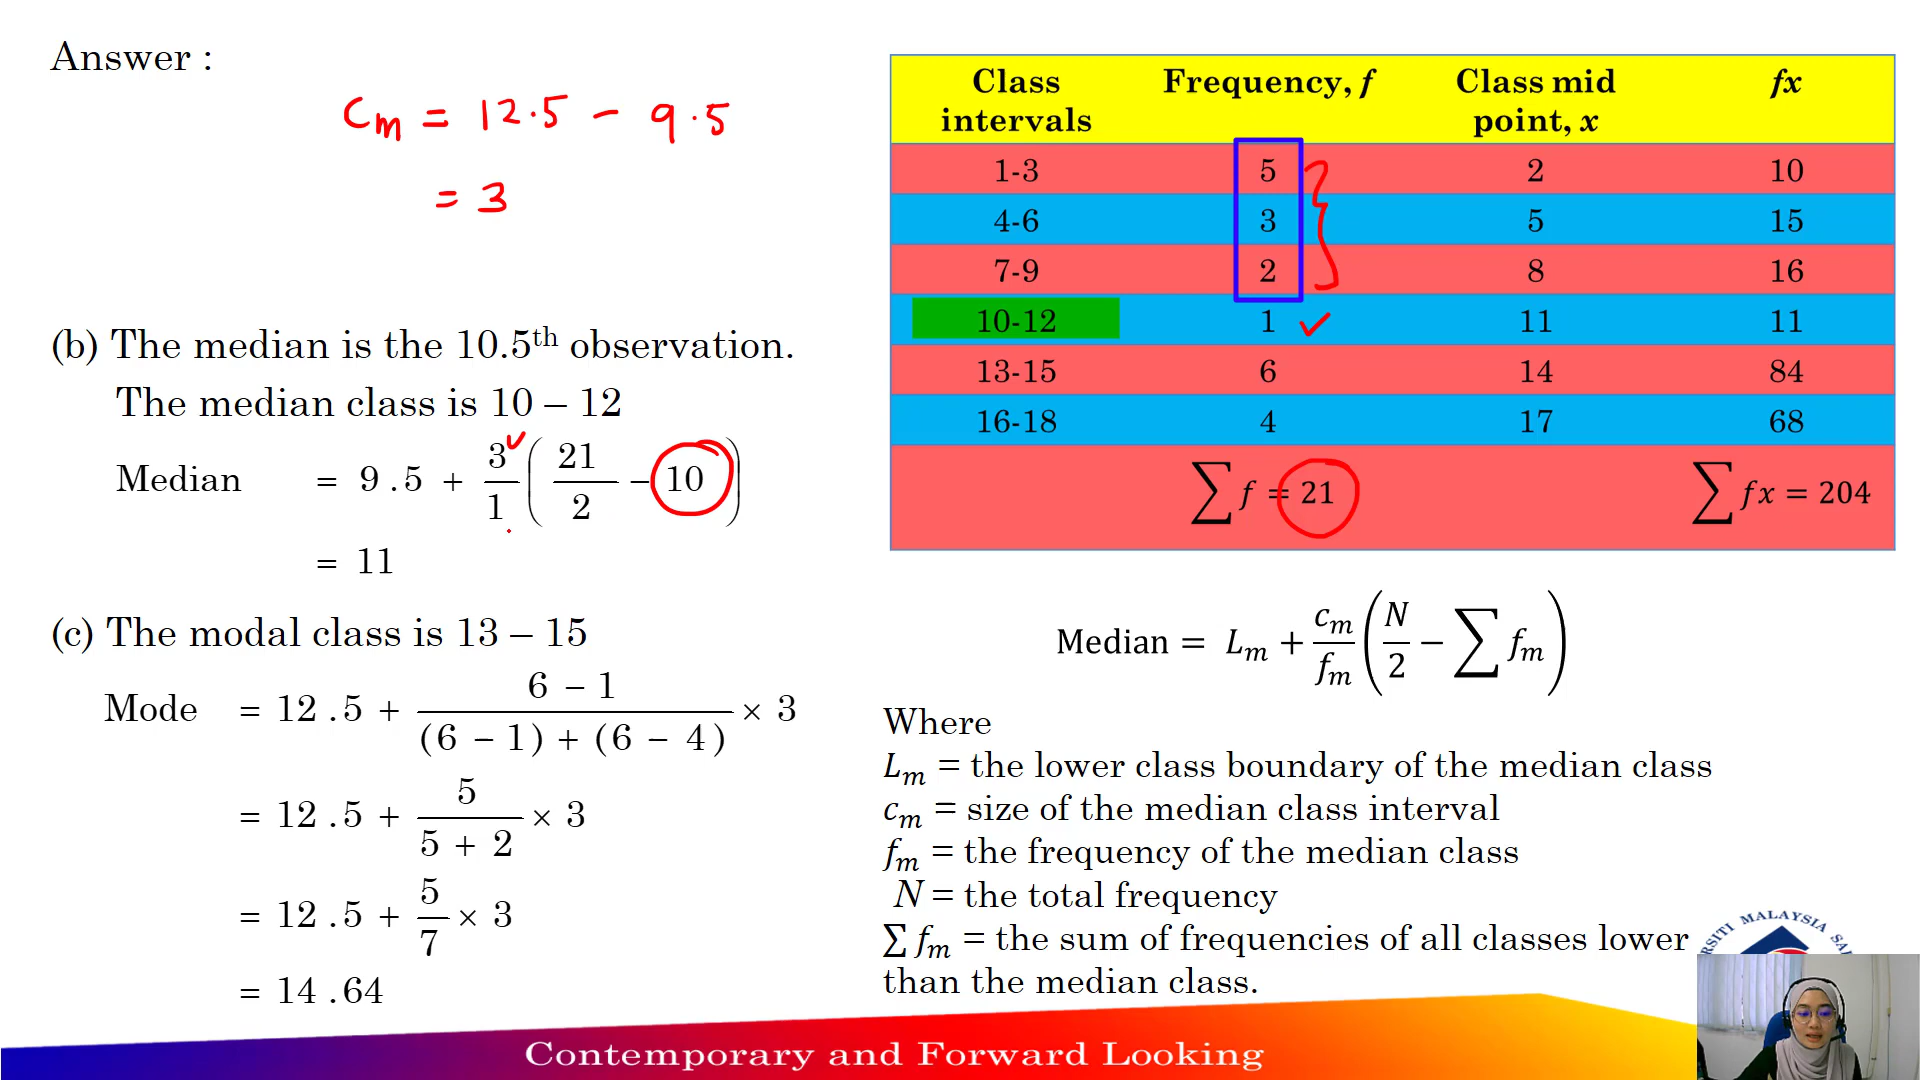 Answer :
Cm = 12.5 - 9.5
= 3
(b) The median is the 10.5th observation.
The median class is 10 – 12
Median = 9.5 + 3/1 (21/2 − 10)
= 11
(c) The modal class is 13 – 15
Mode = 12.5 + 6 − 1 / (6 − 1) + (6 − 4) × 3
= 12.5 + 5 / 5 + 2 × 3
= 12.5 + 5/7 × 3
= 14.64
Class intervals Frequency, f Class mid point, x fx
1-3 5 2 10
4-6 3 5 15
7-9 2 8 16
10-12 1 11 11
13-15 6 14 84
16-18 4 17 68
∑ f = 21 ∑ fx = 204
Median = Lm + cm/fm (N/2 − ∑ fm)
Where
Lm = the lower class boundary of the median class
cm = size of the median class interval
fm = the frequency of the median class
N = the total frequency
∑ fm = the sum of frequencies of all classes lower
than the median class.
MALAYSIA
Contemporary and Forward Looking